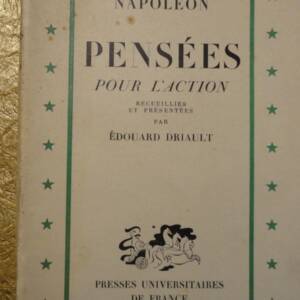 NAPOLÉON
PENSÉES
POUR L'ACTION
RECUEILLIES
ET PRÉSENTÉES
PAR
ÉDOUARD DRIAULT
PRESSES UNIVERSITAIRES
DE FRANCE